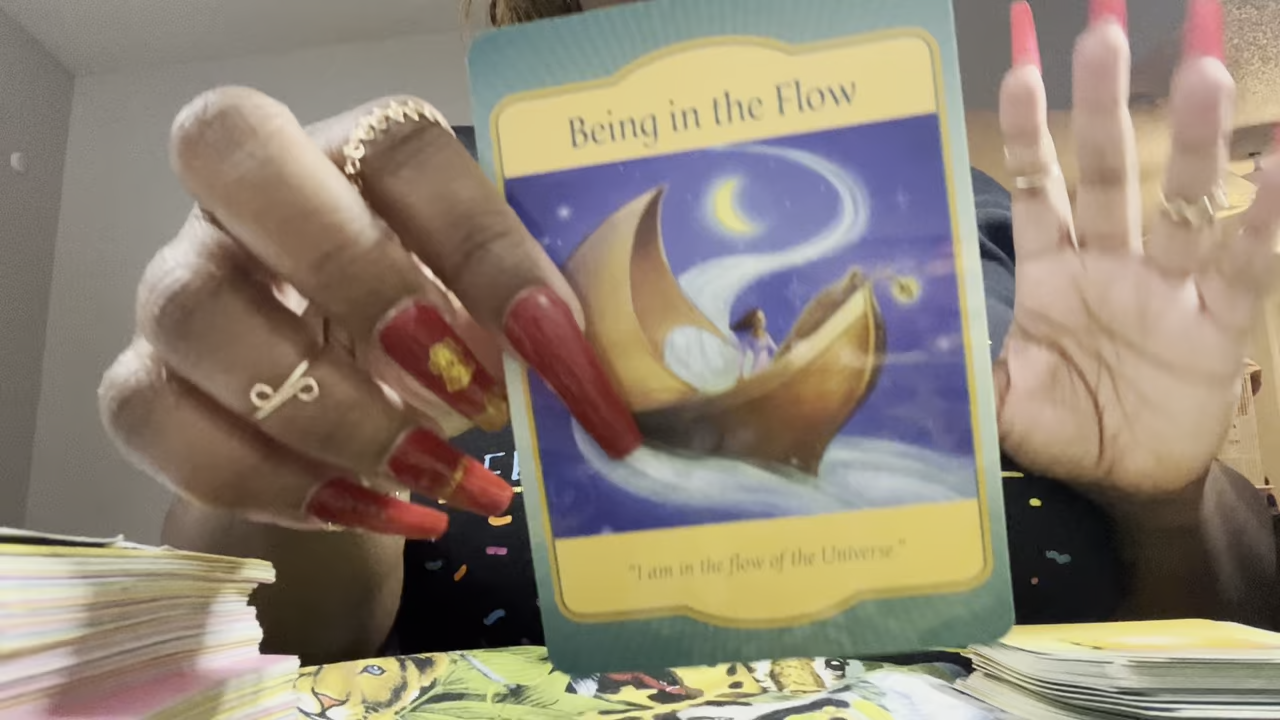 Being in the Flow
"I am in the flow of the Universe."